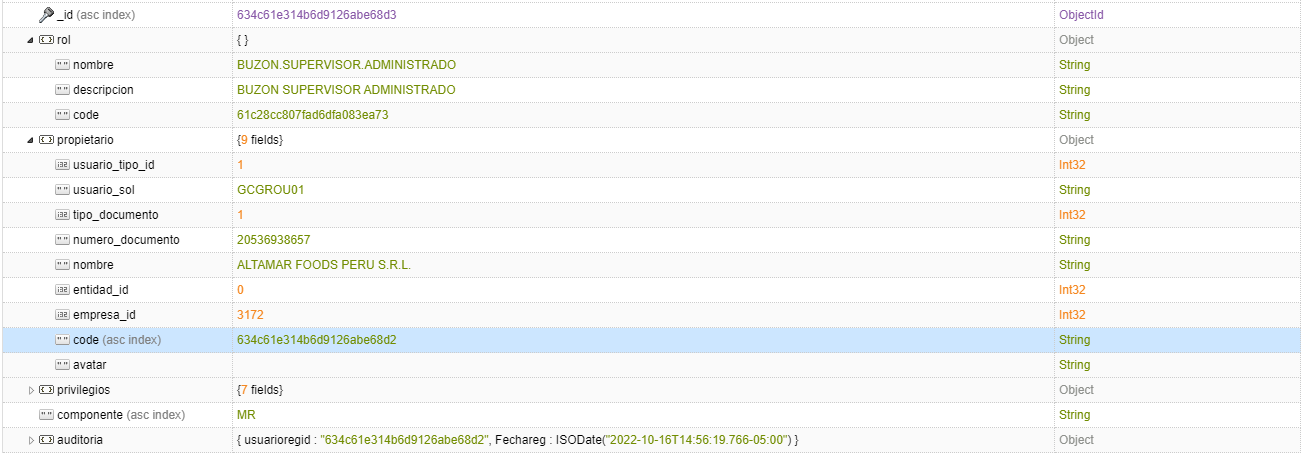 _id (asc index) 634c61e314b6d9126abe68d3 ObjectId
rol { } Object
" " nombre BUZON.SUPERVISOR.ADMINISTRADO String
" " descripcion BUZON SUPERVISOR ADMINISTRADO String
" " code 61c28cc807fad6dfa083ea73 String
propietario {9 fields} Object
i32 usuario_tipo_id 1 Int32
" " usuario_sol GCGROU01 String
i32 tipo_documento 1 Int32
" " numero_documento 20536938657 String
" " nombre ALTAMAR FOODS PERU S.R.L. String
i32 entidad_id 0 Int32
i32 empresa_id 3172 Int32
" " code (asc index) 634c61e314b6d9126abe68d2 String
" " avatar String
privilegios {7 fields} Object
" " componente (asc index) MR String
auditoria { usuarioregid : "634c61e314b6d9126abe68d2", Fechareg : ISODate("2022-10-16T14:56:19.766-05:00") } Object